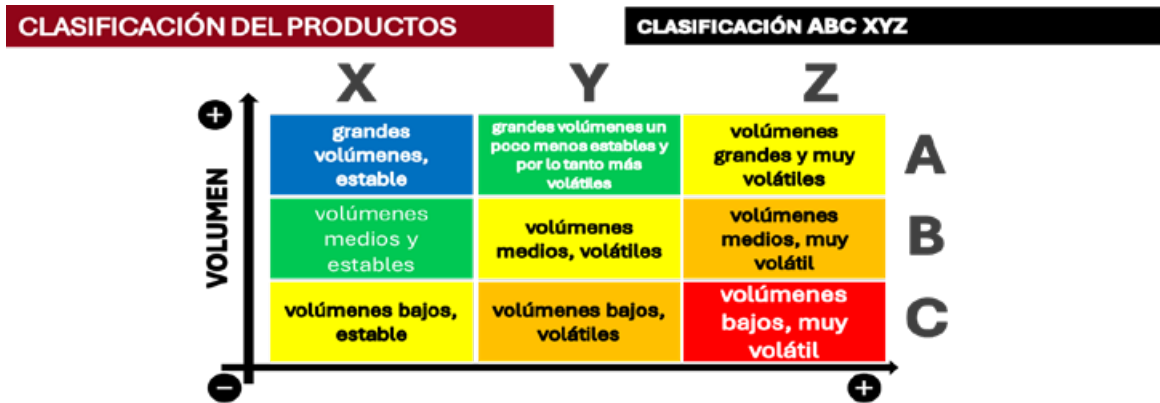 CLASIFICACIÓN DEL PRODUCTOS
CLASIFICACIÓN ABC XYZ
X
Y
Z
VOLUMEN
grandes
volúmenes,
estable
grandes volúmenes un
poco menos estables y
por lo tanto más
volátiles
volúmenes
grandes y muy
volátiles
A
volúmenes
medios y
estables
volúmenes
medios, volátiles
volúmenes
medios, muy
volátil
B
volúmenes bajos,
estable
volúmenes bajos,
volátiles
volúmenes
bajos, muy
volátil
C